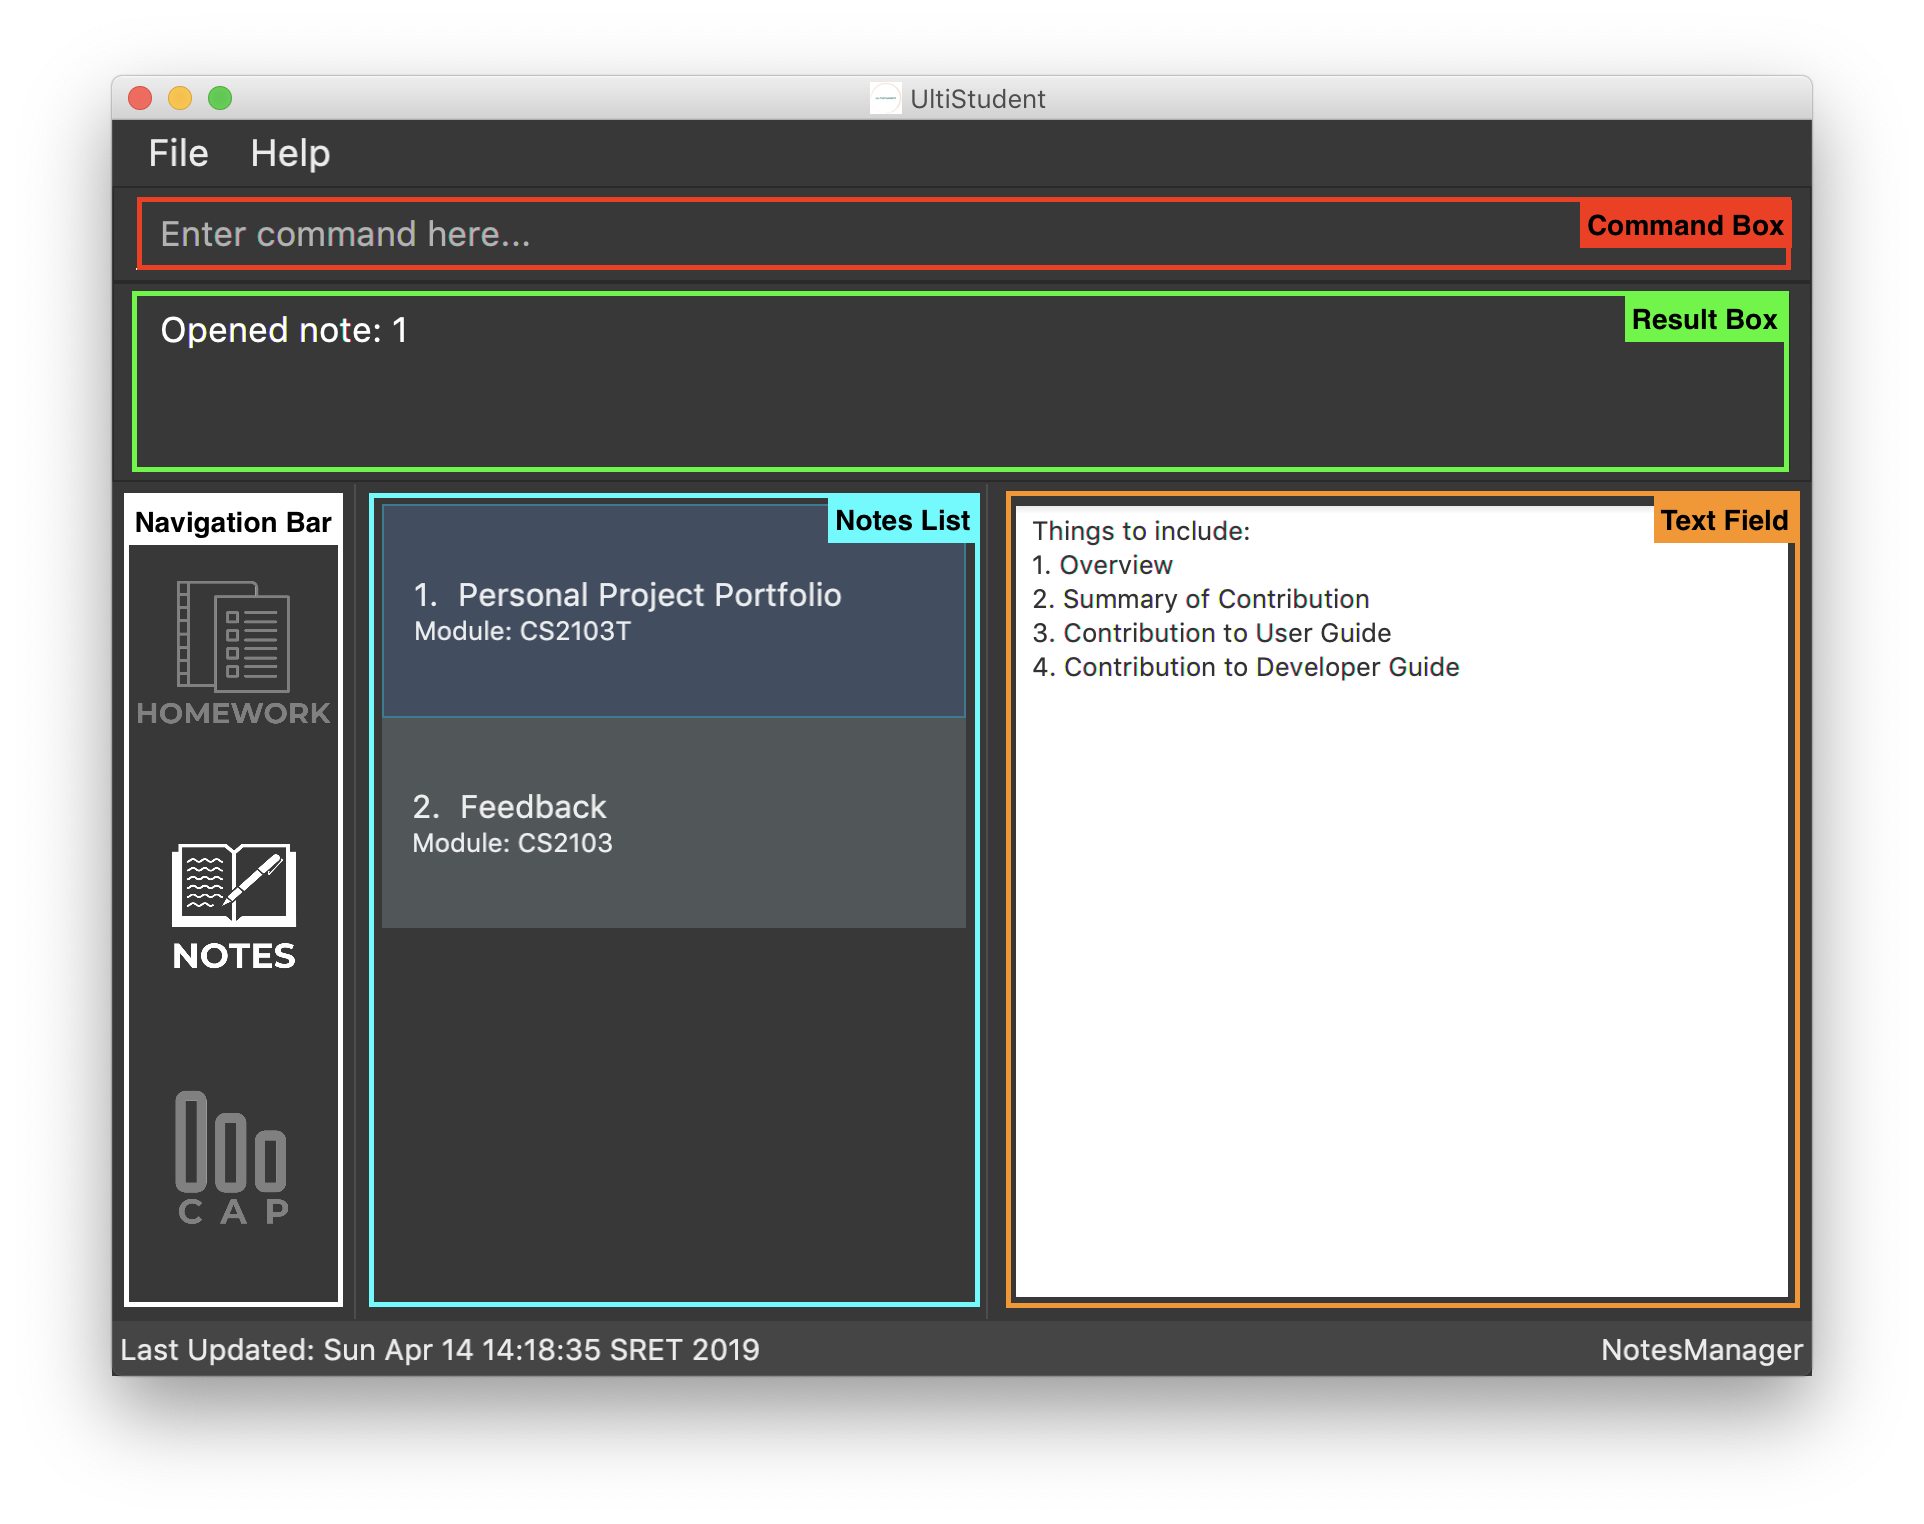 UltiStudent
File Help
Enter command here...
Command Box
Opened note: 1
Result Box
Navigation Bar
HOMEWORK
NOTES
CAP
Notes List
1. Personal Project Portfolio
Module: CS2103T
2. Feedback
Module: CS2103
Text Field
Things to include:
1. Overview
2. Summary of Contribution
3. Contribution to User Guide
4. Contribution to Developer Guide
Last Updated: Sun Apr 14 14:18:35 SRET 2019
NotesManager